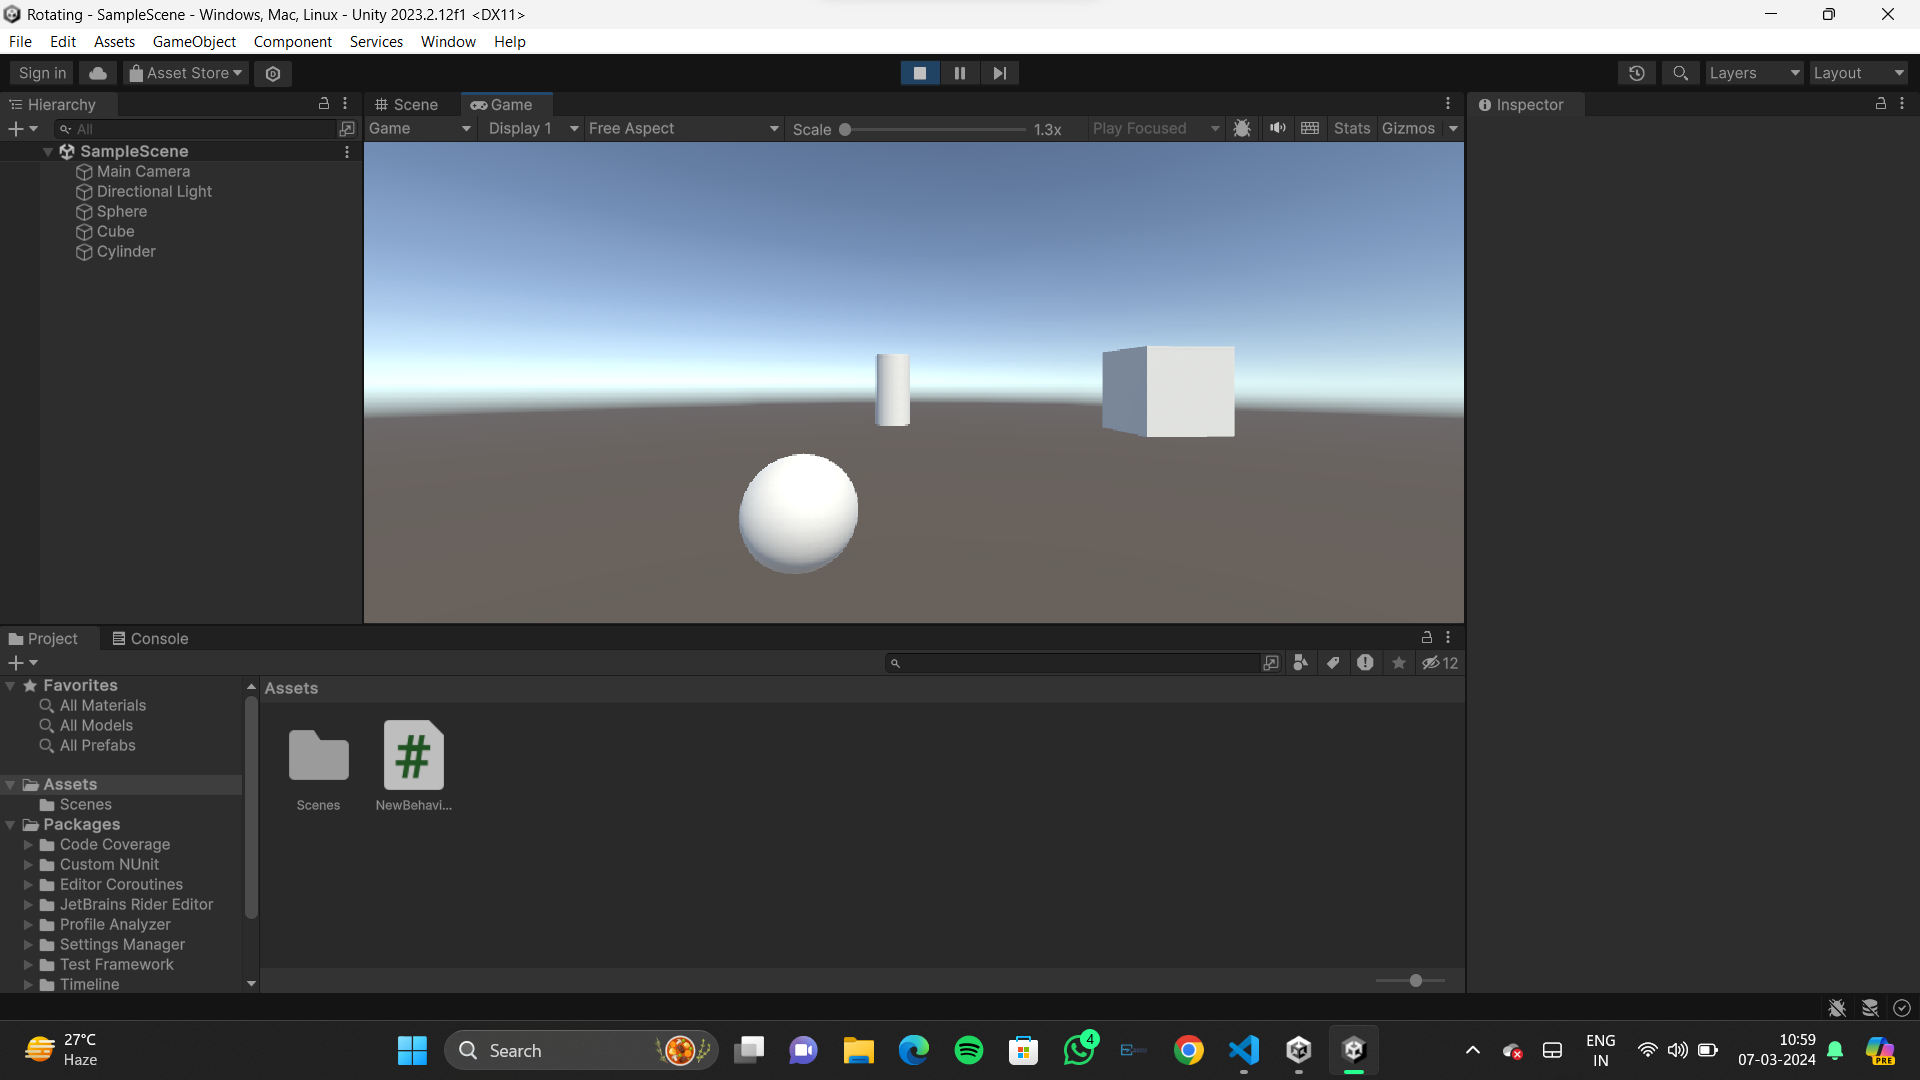 Rotating - SampleScene - Windows, Mac, Linux - Unity 2023.2.12f1 <DX11>
File Edit Assets GameObject Component Services Window Help
Sign in Asset Store Layers Layout
Hierarchy
All
SampleScene
Main Camera
Directional Light
Sphere
Cube
Cylinder
Scene Game
Game Display 1 Free Aspect Scale 1.3x Play Focused Stats Gizmos
Inspector
Project Console
12
Favorites
All Materials
All Models
All Prefabs
Assets
Scenes
Packages
Code Coverage
Custom NUnit
Editor Coroutines
JetBrains Rider Editor
Profile Analyzer
Settings Manager
Test Framework
Timeline
Assets
Scenes
NewBehavi...
27°C
Haze
Search
4
ENG
IN
10:59
07-03-2024
PRE